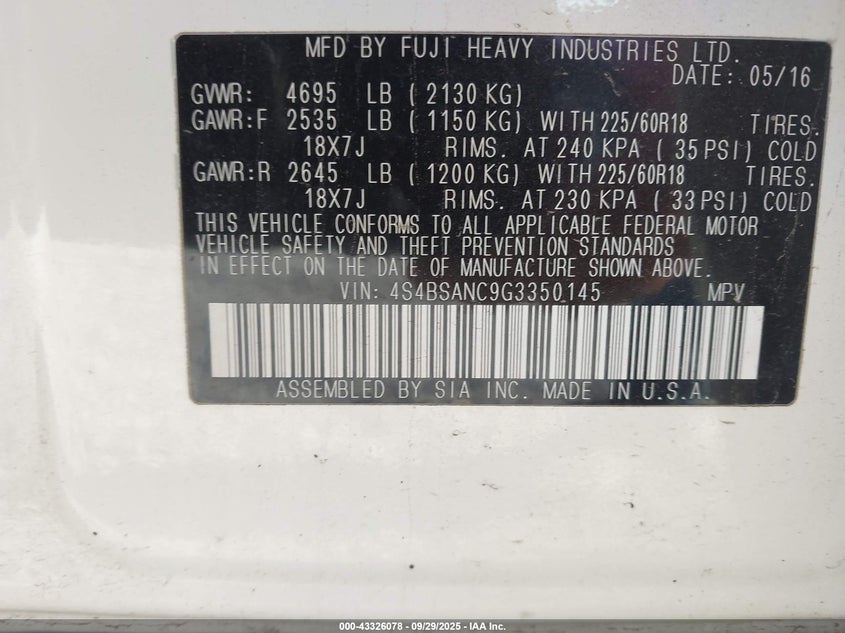 MFD BY FUJI HEAVY INDUSTRIES LTD.
DATE: 05/16
GVWR: 4695 LB ( 2130 KG)
GAWR:F 2535 LB ( 1150 KG) WITH 225/60R18 TIRES.
18X7J RIMS. AT 240 KPA ( 35 PSI) COLD
GAWR:R 2645 LB ( 1200 KG) WITH 225/60R18 TIRES.
18X7J RIMS. AT 230 KPA ( 33 PSI) COLD
THIS VEHICLE CONFORMS TO ALL APPLICABLE FEDERAL MOTOR
VEHICLE SAFETY AND THEFT PREVENTION STANDARDS
IN EFFECT ON THE DATE OF MANUFACTURE SHOWN ABOVE.
VIN: 4S4BSANC9G3350145 MPV
ASSEMBLED BY SIA INC. MADE IN U.S.A.
000-43326078 - 09/29/2025 - IAA Inc.